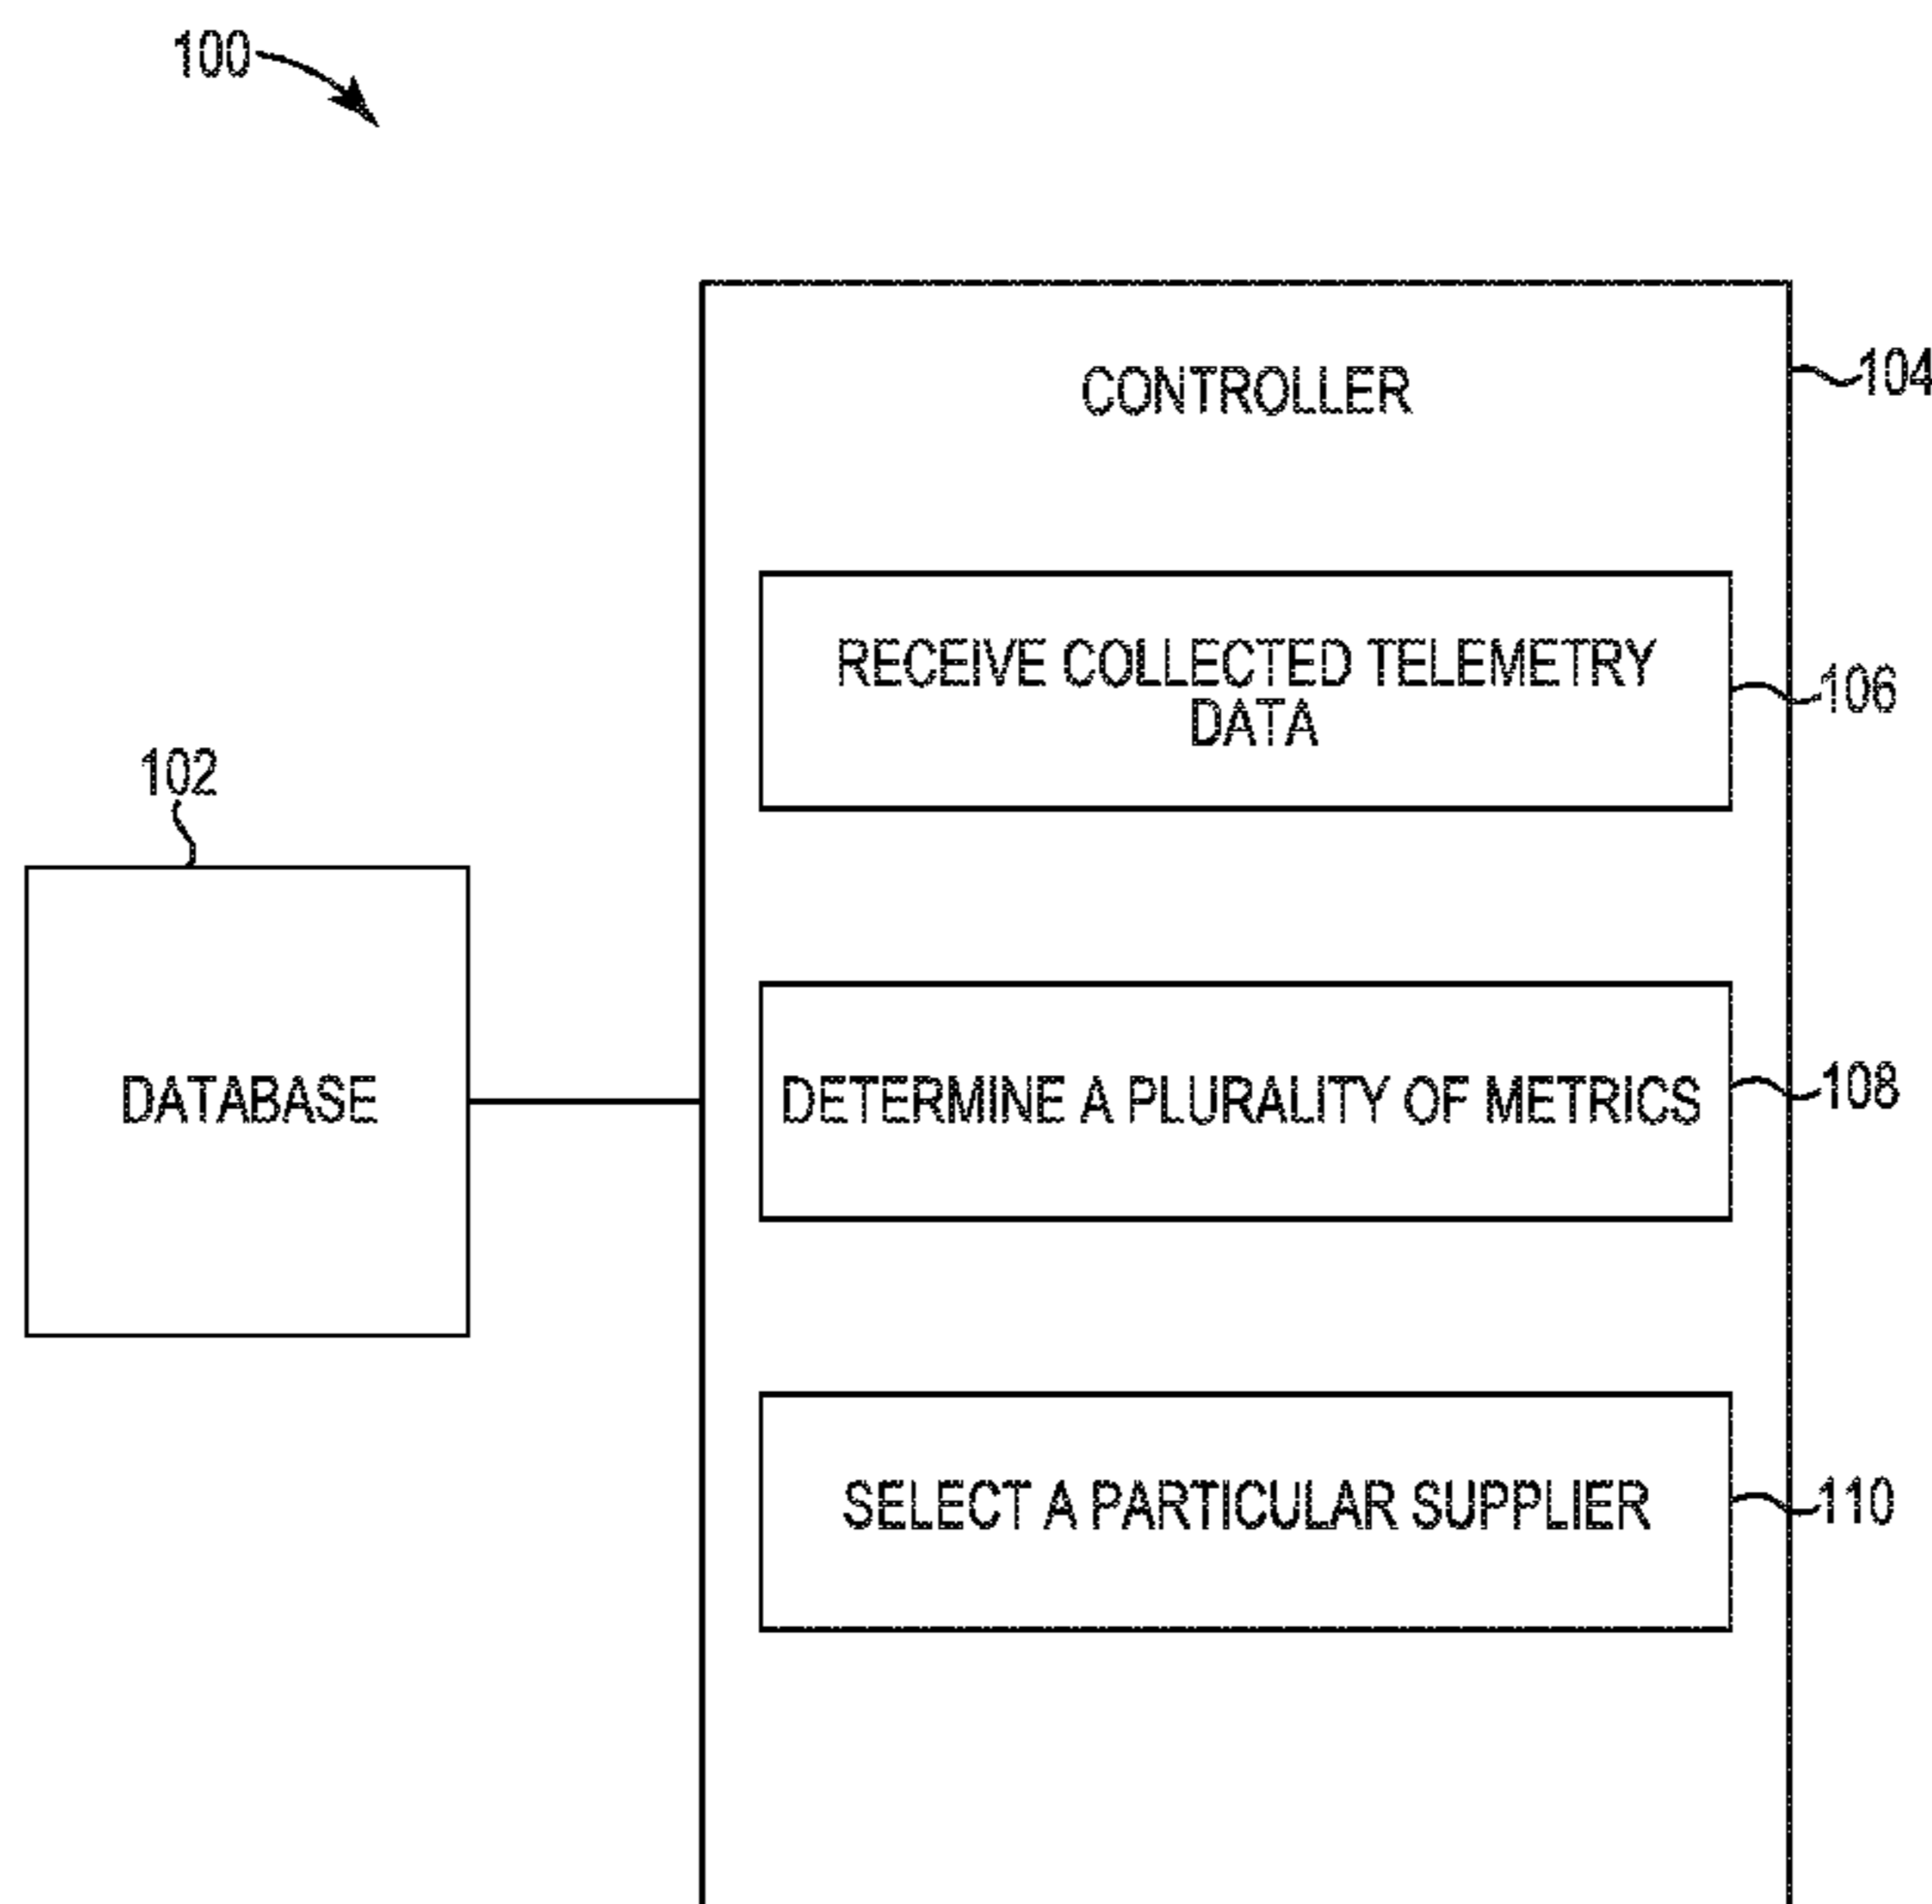 100
CONTROLLER
104
RECEIVE COLLECTED TELEMETRY
DATA
106
102
DATABASE
DETERMINE A PLURALITY OF METRICS
108
SELECT A PARTICULAR SUPPLIER
110